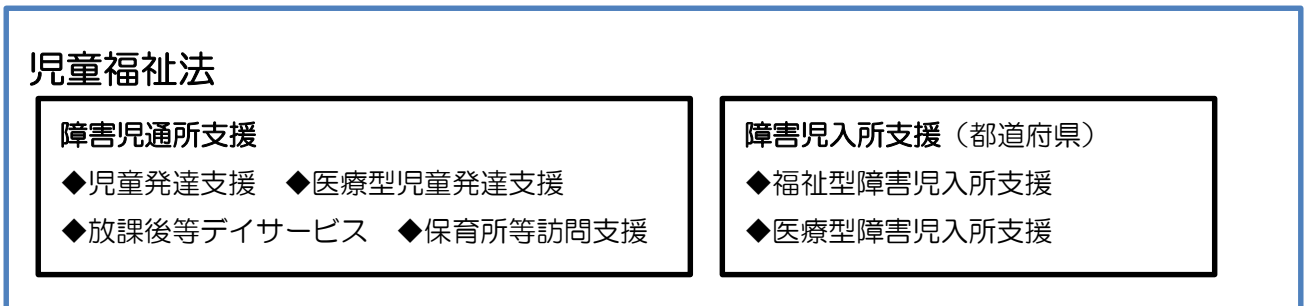 児童福祉法
障害児通所支援
◆児童発達支援 ◆医療型児童発達支援
◆放課後等デイサービス ◆保育所等訪問支援
障害児入所支援（都道府県）
◆福祉型障害児入所支援
◆医療型障害児入所支援